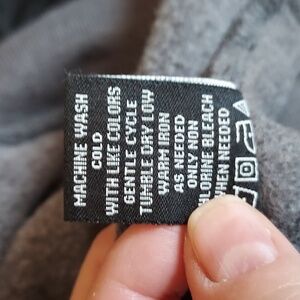 MACHINE WASH
COLD
WITH LIKE COLORS
GENTLE CYCLE
TUMBLE DRY LOW
WARM IRON
AS NEEDED
ONLY NON
CHLORINE BLEACH
WHEN NEEDED